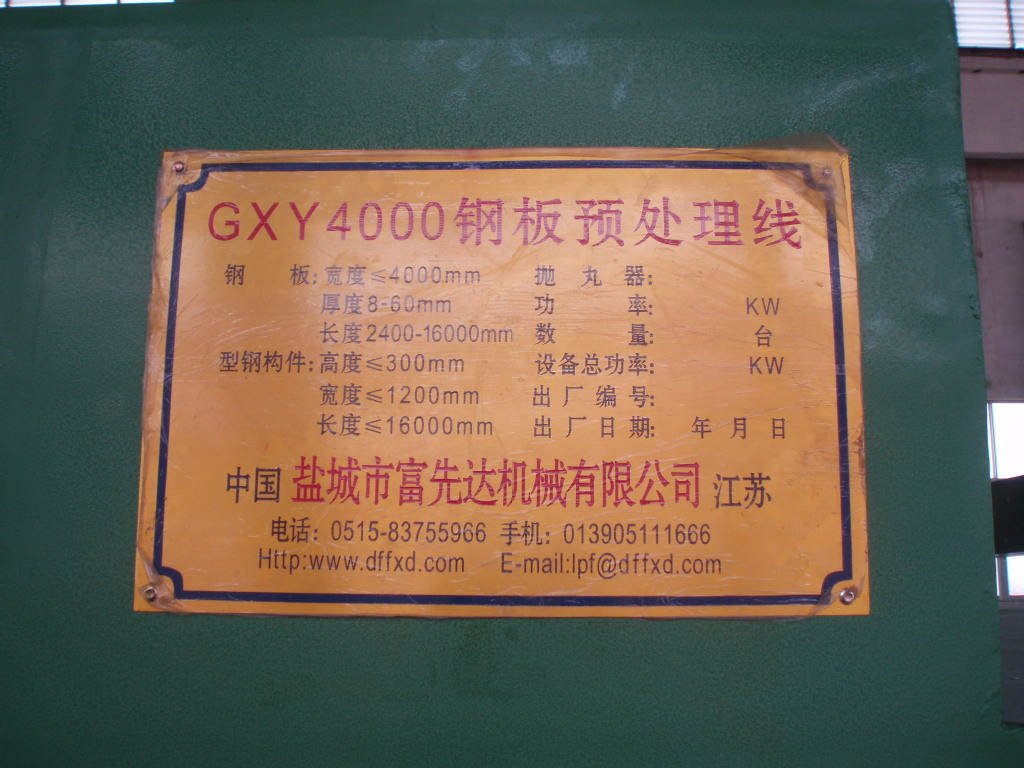 GXY4000钢板预处理线
钢 板: 宽度≤4000mm 抛 丸 器:
厚度8-60mm 功 率: KW
长度2400-16000mm 数 量: 台
型钢构件: 高度≤300mm 设备总功率: KW
宽度≤1200mm 出 厂 编 号:
长度≤16000mm 出 厂 日 期: 年 月 日
中国 盐城市富先达机械有限公司 江苏
电话: 0515-83755966 手机: 013905111666
Http:www.dffxd.com E-mail:lpf@dffxd.com